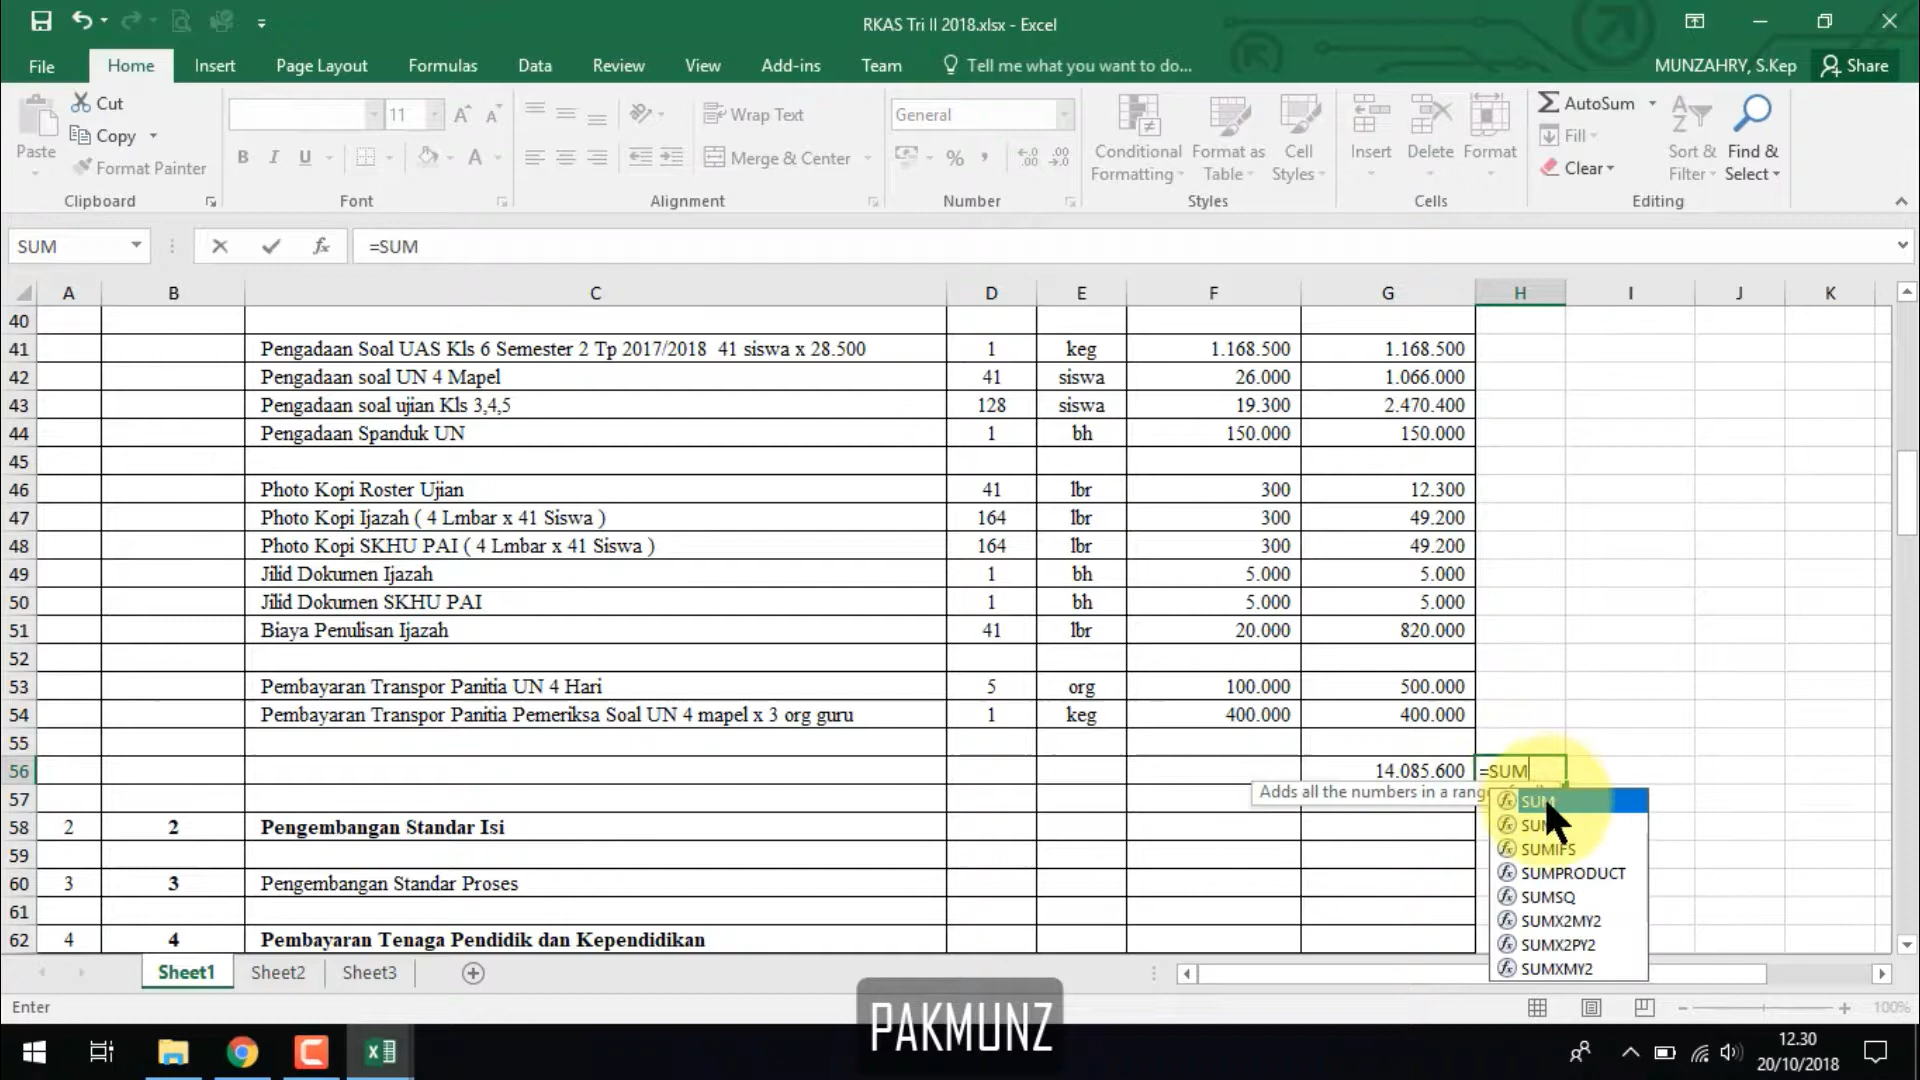 RKAS Tri II 2018.xlsx - Excel
File Home Insert Page Layout Formulas Data Review View Add-ins Team Tell me what you want to do... MUNZAHRY, S.Kep Share
Paste
Cut
Copy
Format Painter
Clipboard
11
B I U
Font
Wrap Text
Merge & Center
Alignment
General
Number
Conditional Formatting
Format as Table
Cell Styles
Styles
Insert
Delete
Format
Cells
AutoSum
Fill
Clear
Sort & Filter
Find & Select
Editing
SUM fx =SUM
A B C D E F G H I J K
40
41 Pengadaan Soal UAS Kls 6 Semester 2 Tp 2017/2018 41 siswa x 28.500 1 keg 1.168.500 1.168.500
42 Pengadaan soal UN 4 Mapel 41 siswa 26.000 1.066.000
43 Pengadaan soal ujian Kls 3,4,5 128 siswa 19.300 2.470.400
44 Pengadaan Spanduk UN 1 bh 150.000 150.000
45
46 Photo Kopi Roster Ujian 41 lbr 300 12.300
47 Photo Kopi Ijazah ( 4 Lmbar x 41 Siswa ) 164 lbr 300 49.200
48 Photo Kopi SKHU PAI ( 4 Lmbar x 41 Siswa ) 164 lbr 300 49.200
49 Jilid Dokumen Ijazah 1 bh 5.000 5.000
50 Jilid Dokumen SKHU PAI 1 bh 5.000 5.000
51 Biaya Penulisan Ijazah 41 lbr 20.000 820.000
52
53 Pembayaran Transpor Panitia UN 4 Hari 5 org 100.000 500.000
54 Pembayaran Transpor Panitia Pemeriksa Soal UN 4 mapel x 3 org guru 1 keg 400.000 400.000
55
56 14.085.600 =SUM
Adds all the numbers in a
57
58 2 2 Pengembangan Standar Isi
59
60 3 3 Pengembangan Standar Proses
61
62 4 4 Pembayaran Tenaga Pendidik dan Kependidikan
SUM
SUMIFS
SUMPRODUCT
SUMSQ
SUMX2MY2
SUMX2PY2
SUMXMY2
Sheet1 Sheet2 Sheet3
Enter
100%
PAKMUNZ
12.30
20/10/2018